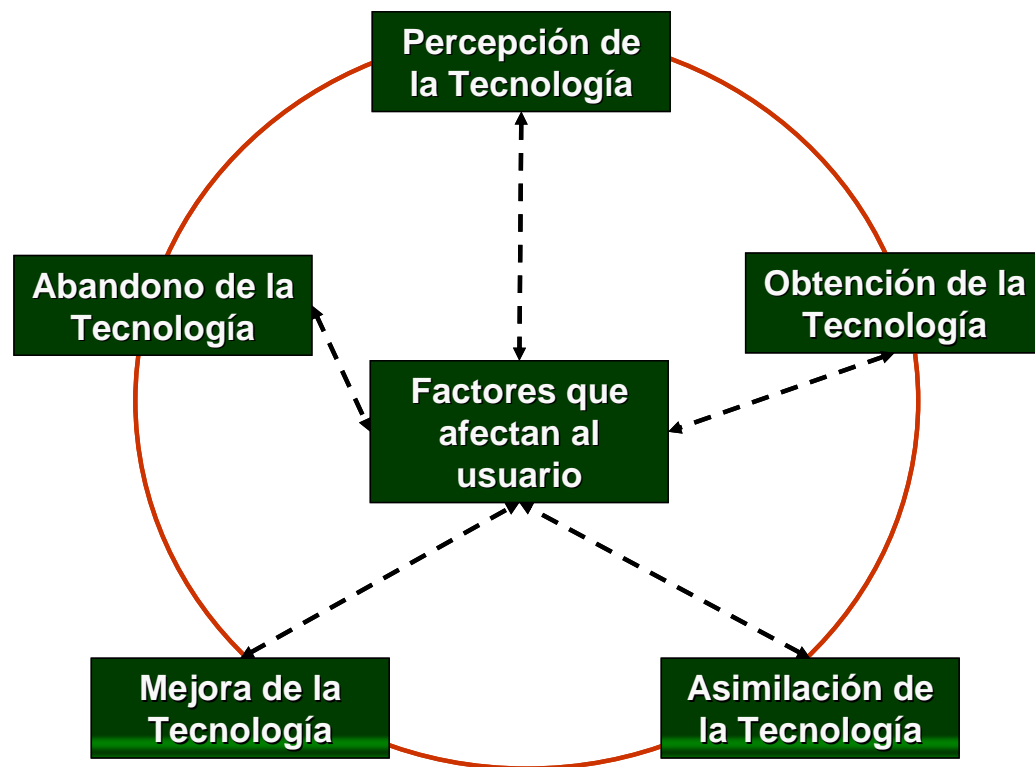 Percepción de
la Tecnología
Abandono de la
Tecnología
Obtención de la
Tecnología
Factores que
afectan al
usuario
Mejora de la
Tecnología
Asimilación de
la Tecnología